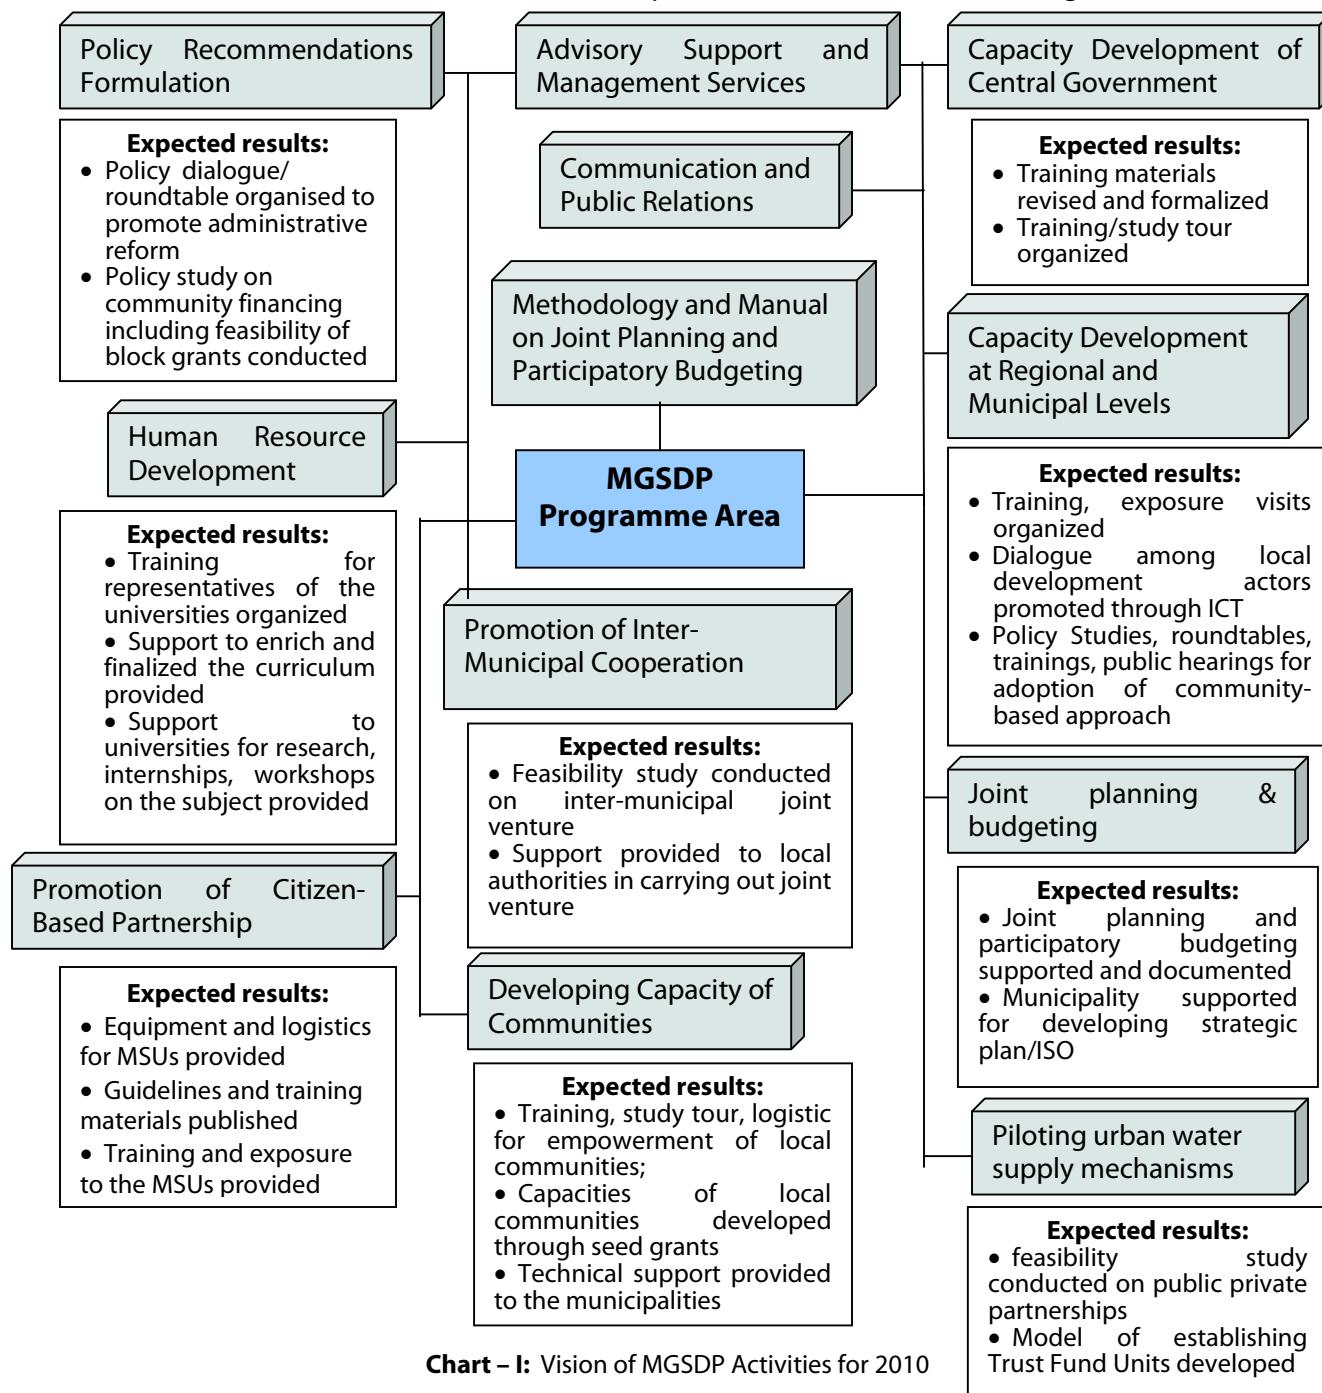 Policy Recommendations
Formulation
Expected results:
• Policy dialogue/
roundtable organised to
promote administrative
reform
• Policy study on
community financing
including feasibility of
block grants conducted
Human Resource
Development
Expected results:
• Training for
representatives of the
universities organized
• Support to enrich and
finalized the curriculum
provided
• Support to
universities for research,
internships, workshops
on the subject provided
Promotion of Citizen-
Based Partnership
Expected results:
• Equipment and logistics
for MSUs provided
• Guidelines and training
materials published
• Training and exposure
to the MSUs provided
Advisory Support and
Management Services
Communication and
Public Relations
Methodology and Manual
on Joint Planning and
Participatory Budgeting
MGSDP
Programme Area
Promotion of Inter-
Municipal Cooperation
Expected results:
• Feasibility study conducted
on inter-municipal joint
venture
• Support provided to local
authorities in carrying out joint
venture
Developing Capacity of
Communities
Expected results:
• Training, study tour, logistic
for empowerment of local
communities;
• Capacities of local
communities developed
through seed grants
• Technical support provided
to the municipalities
Capacity Development of
Central Government
Expected results:
• Training materials
revised and formalized
• Training/study tour
organized
Capacity Development
at Regional and
Municipal Levels
Expected results:
• Training, exposure visits
organized
• Dialogue among local
development actors
promoted through ICT
• Policy Studies, roundtables,
trainings, public hearings for
adoption of community-
based approach
Joint planning &
budgeting
Expected results:
• Joint planning and
participatory budgeting
supported and documented
• Municipality supported
for developing strategic
plan/ISO
Piloting urban water
supply mechanisms
Expected results:
• feasibility study
conducted on public private
partnerships
• Model of establishing
Trust Fund Units developed
Chart – I: Vision of MGSDP Activities for 2010